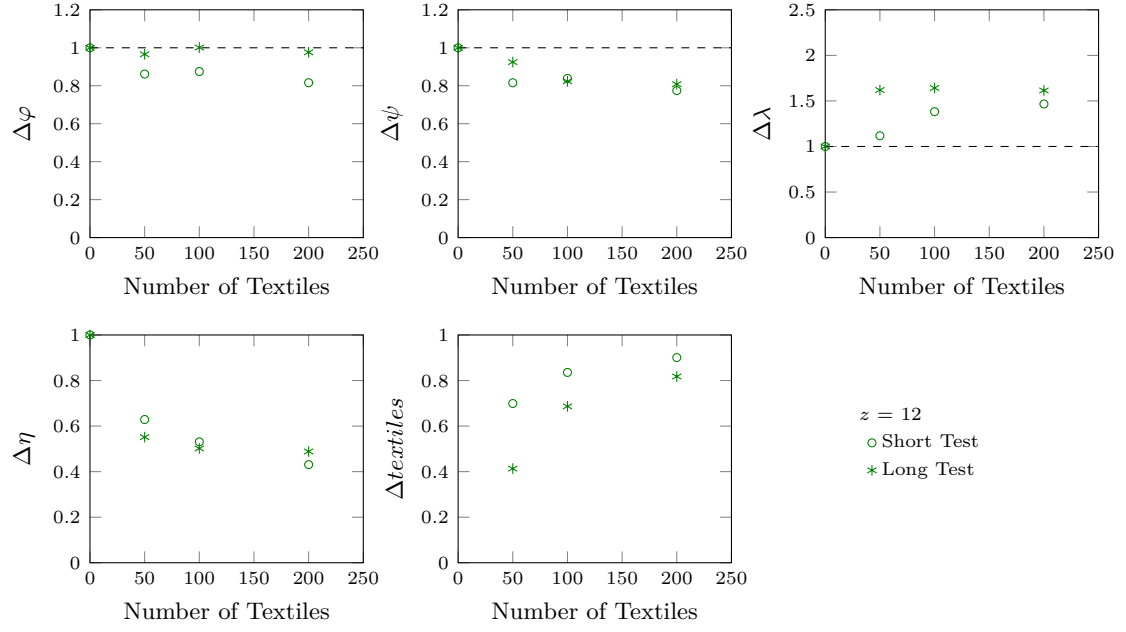 1.2
1
0.8
0.6
0.4
0.2
0
0 50 100 150 200 250
Δφ
Number of Textiles
1.2
1
0.8
0.6
0.4
0.2
0
0 50 100 150 200 250
Δψ
Number of Textiles
2.5
2
1.5
1
0.5
0
0 50 100 150 200 250
Δλ
Number of Textiles
1
0.8
0.6
0.4
0.2
0
0 50 100 150 200 250
Δη
Number of Textiles
1
0.8
0.6
0.4
0.2
0
0 50 100 150 200 250
Δtextiles
Number of Textiles
z = 12
Short Test
Long Test